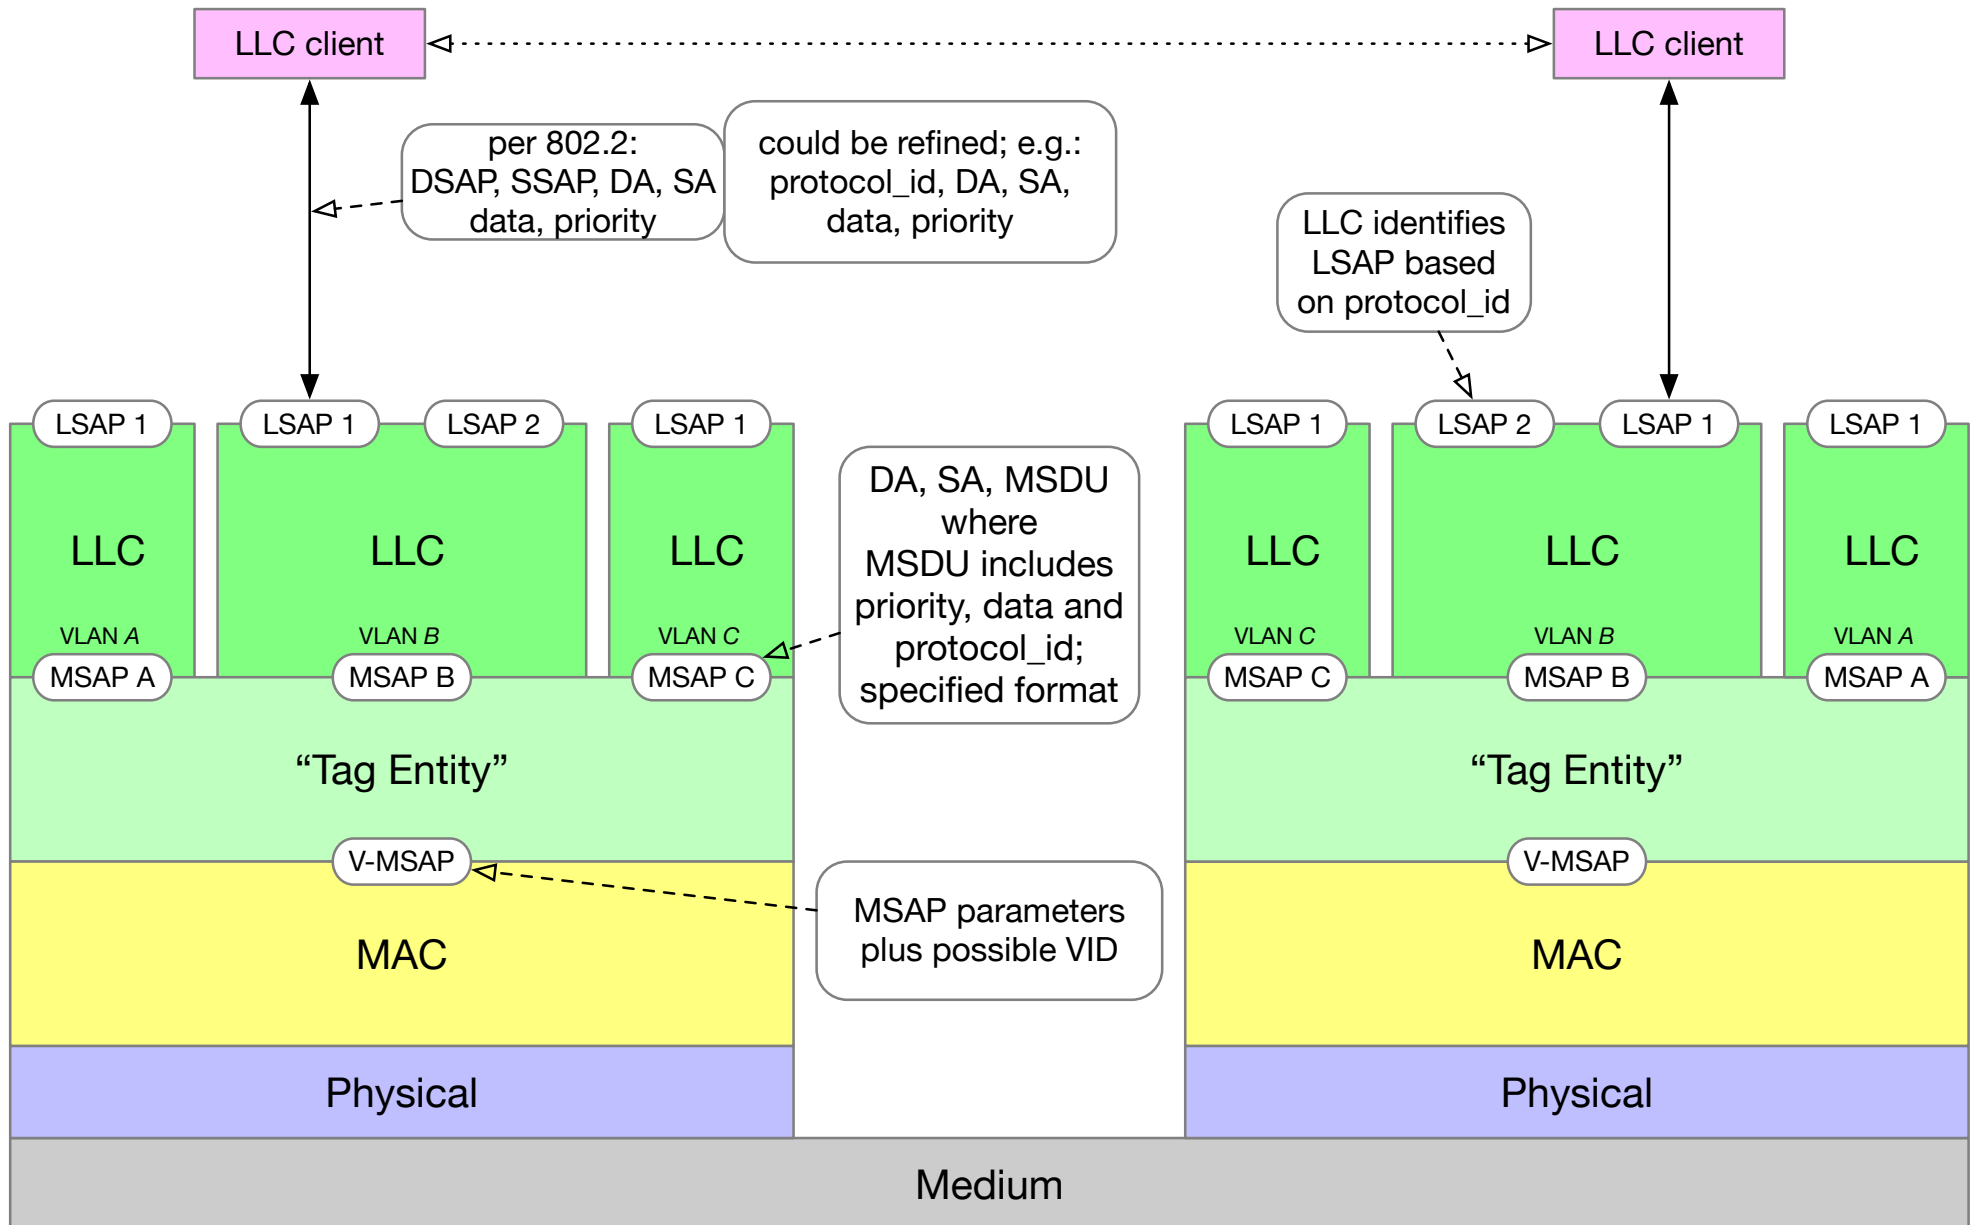 LLC client
LLC client
per 802.2:
DSAP, SSAP, DA, SA
data, priority
could be refined; e.g.:
protocol_id, DA, SA,
data, priority
LLC identifies
LSAP based
on protocol_id
LSAP 1
LSAP 1
LSAP 2
LSAP 1
LSAP 1
LSAP 2
LSAP 1
LSAP 1
DA, SA, MSDU
where
MSDU includes
priority, data and
protocol_id;
specified format
LLC
LLC
LLC
LLC
LLC
LLC
VLAN A
VLAN B
VLAN C
VLAN C
VLAN B
VLAN A
MSAP A
MSAP B
MSAP C
MSAP C
MSAP B
MSAP A
“Tag Entity”
“Tag Entity”
V-MSAP
V-MSAP
MSAP parameters
plus possible VID
MAC
MAC
Physical
Physical
Medium